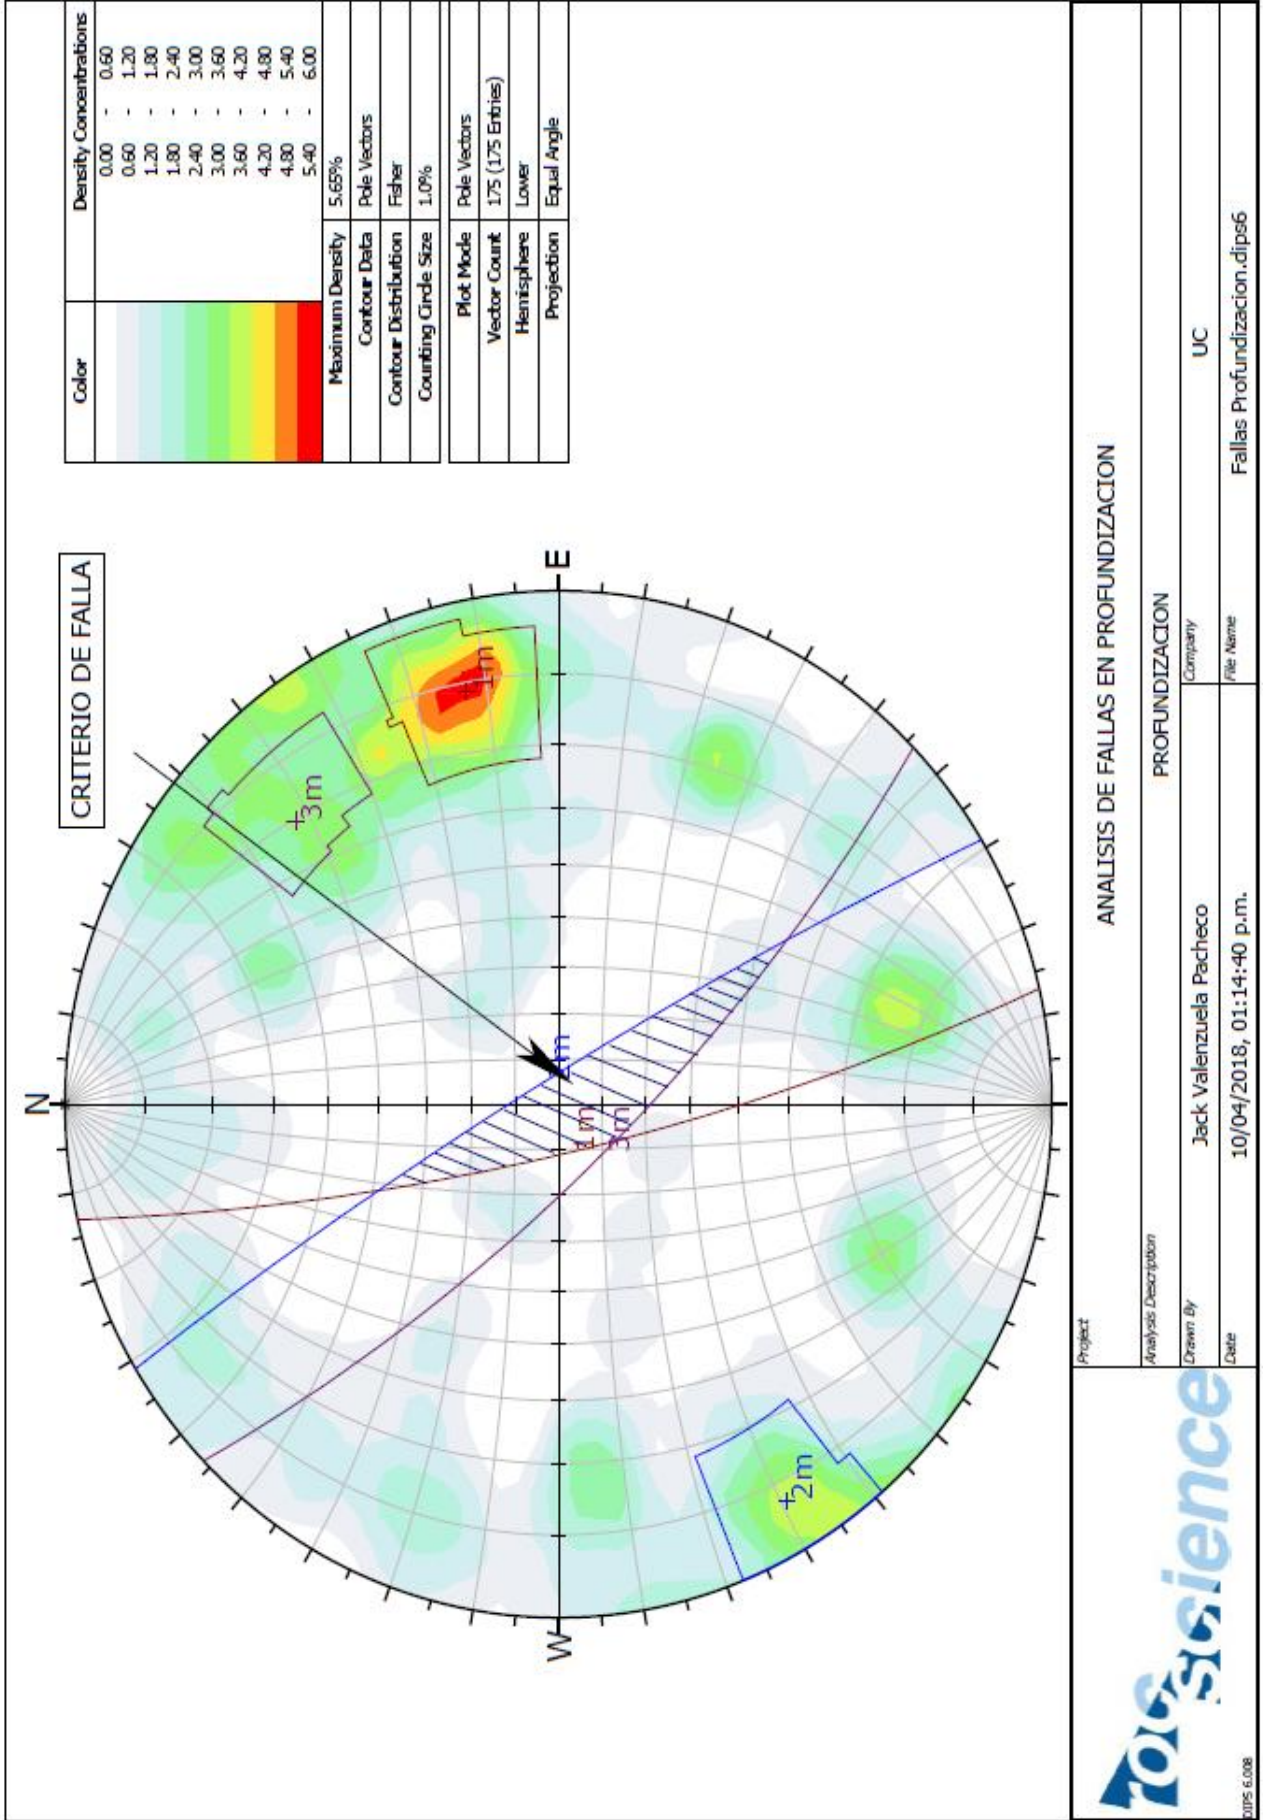 Color Density Concentrations
0.00 - 0.60
0.60 - 1.20
1.20 - 1.80
1.80 - 2.40
2.40 - 3.00
3.00 - 3.60
3.60 - 4.20
4.20 - 4.80
4.80 - 5.40
5.40 - 6.00
Maximum Density 5.65%
Contour Data Pole Vectors
Contour Distribution Fisher
Counting Circle Size 1.0%
Plot Mode Pole Vectors
Vector Count 175 (175 Entries)
Hemisphere Lower
Projection Equal Angle
CRITERIO DE FALLA
N
E
W
1m
3m
2m
1m
3m
Project
ANALISIS DE FALLAS EN PROFUNDIZACION
Analysis Description
PROFUNDIZACION
Drawn By
Jack Valenzuela Pacheco
Company
UC
Date
10/04/2018, 01:14:40 p.m.
File Name
Fallas Profundizacion.dips6
rocscience
DIPS 6.008